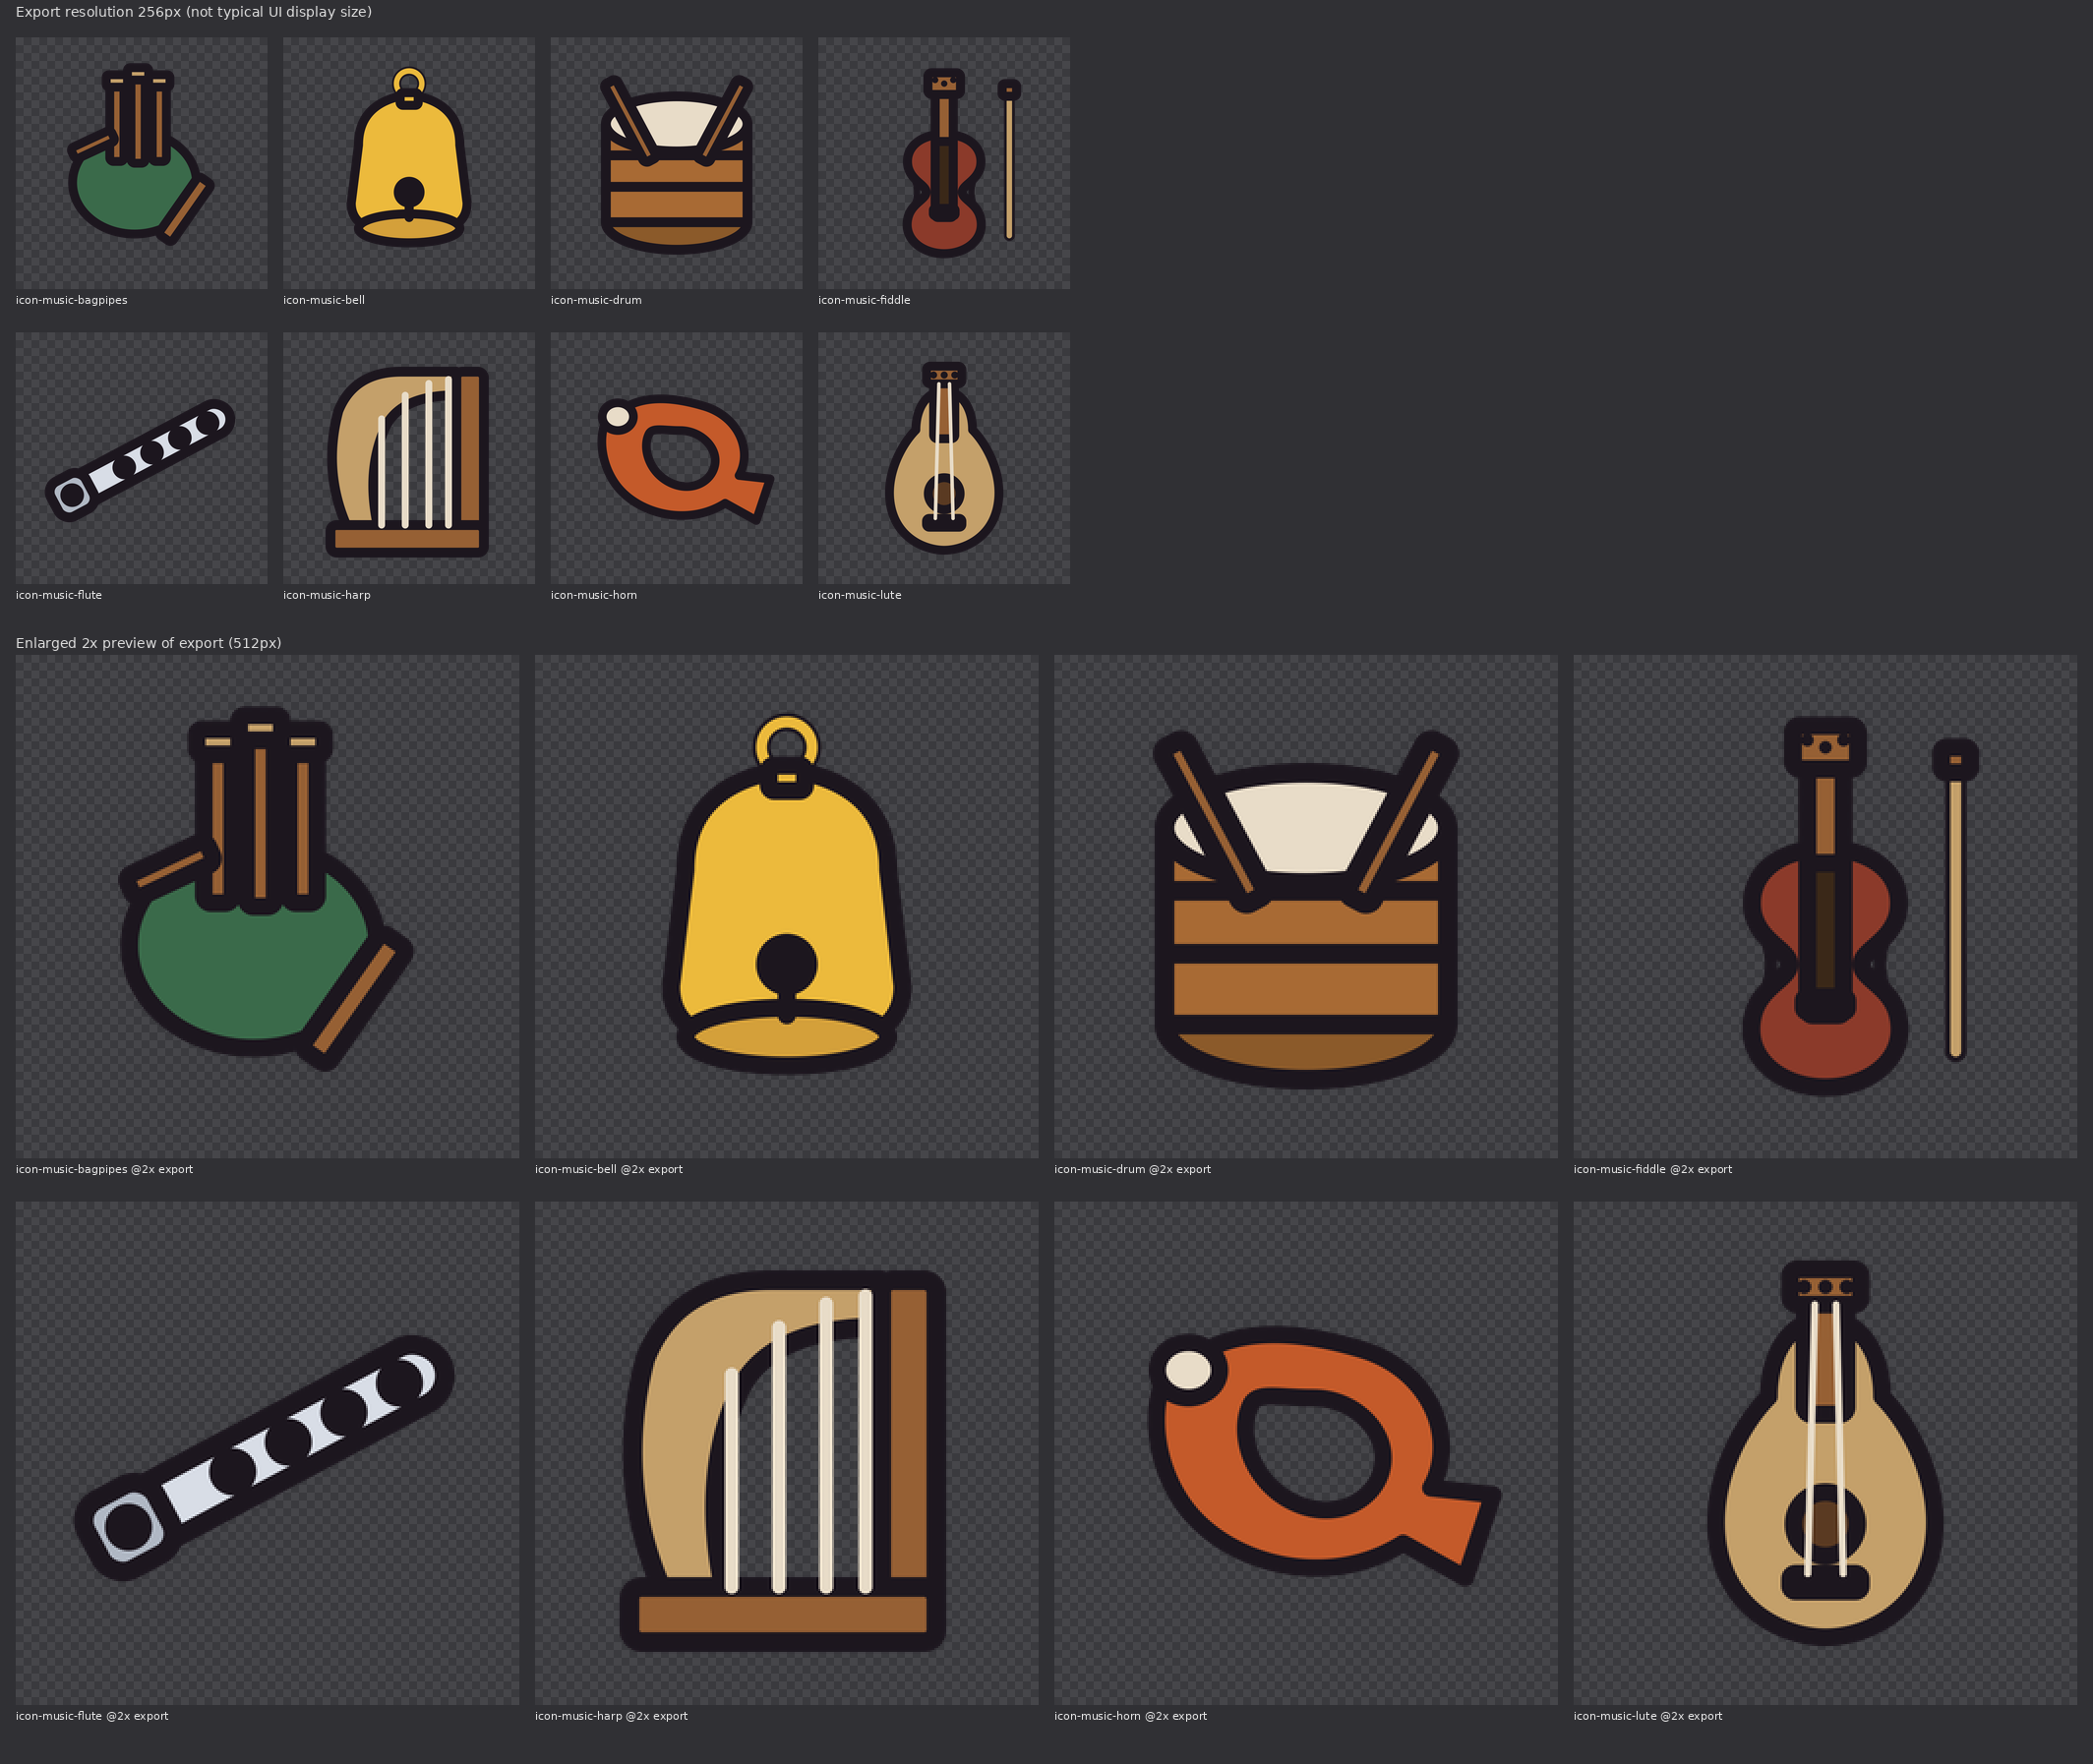 Export resolution 256px (not typical UI display size)
icon-music-bagpipes
icon-music-bell
icon-music-drum
icon-music-fiddle
icon-music-flute
icon-music-harp
icon-music-horn
icon-music-lute
Enlarged 2x preview of export (512px)
icon-music-bagpipes @2x export
icon-music-bell @2x export
icon-music-drum @2x export
icon-music-fiddle @2x export
icon-music-flute @2x export
icon-music-harp @2x export
icon-music-horn @2x export
icon-music-lute @2x export